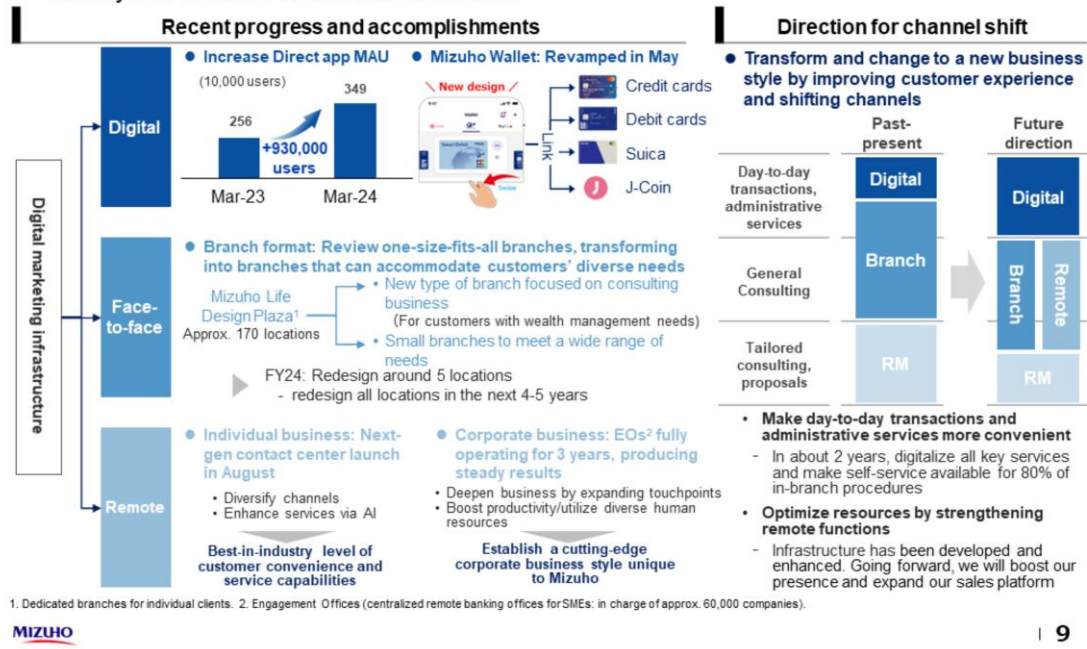 Recent progress and accomplishments
Digital marketing infrastructure
Digital
● Increase Direct app MAU
(10,000 users)
256
349
+930,000
users
Mar-23
Mar-24
● Mizuho Wallet: Revamped in May
\ New design /
Swipe
Link
Credit cards
Debit cards
Suica
J
J-Coin
Face-
to-face
● Branch format: Review one-size-fits-all branches, transforming
into branches that can accommodate customers' diverse needs
Mizuho Life
Design Plaza1
Approx. 170 locations
• New type of branch focused on consulting
business
(For customers with wealth management needs)
• Small branches to meet a wide range of
needs
FY24: Redesign around 5 locations
- redesign all locations in the next 4-5 years
Remote
● Individual business: Next-
gen contact center launch
in August
• Diversify channels
• Enhance services via AI
Best-in-industry level of
customer convenience and
service capabilities
● Corporate business: EOs2 fully
operating for 3 years, producing
steady results
• Deepen business by expanding touchpoints
• Boost productivity/utilize diverse human
resources
Establish a cutting-edge
corporate business style unique
to Mizuho
Direction for channel shift
● Transform and change to a new business
style by improving customer experience
and shifting channels
Past-
present
Future
direction
Day-to-day
transactions,
administrative
services
General
Consulting
Tailored
consulting,
proposals
Digital
Branch
RM
Digital
Branch
Remote
RM
• Make day-to-day transactions and
administrative services more convenient
- In about 2 years, digitalize all key services
and make self-service available for 80% of
in-branch procedures
• Optimize resources by strengthening
remote functions
- Infrastructure has been developed and
enhanced. Going forward, we will boost our
presence and expand our sales platform
1. Dedicated branches for individual clients. 2. Engagement Offices (centralized remote banking offices for SMEs: in charge of approx. 60,000 companies).
MIZUHO
| 9